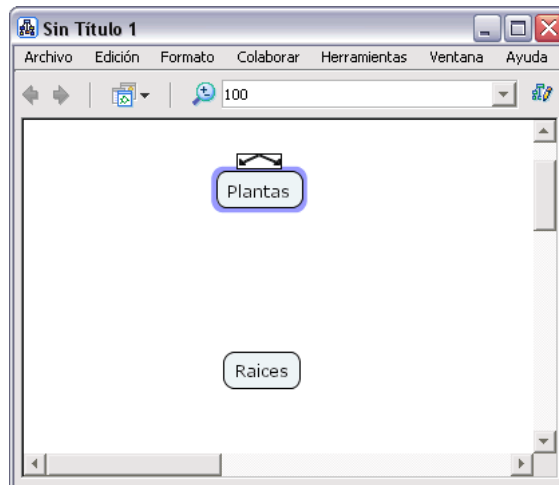 Sin Título 1
Archivo Edición Formato Colaborar Herramientas Ventana Ayuda
100
Plantas
Raices